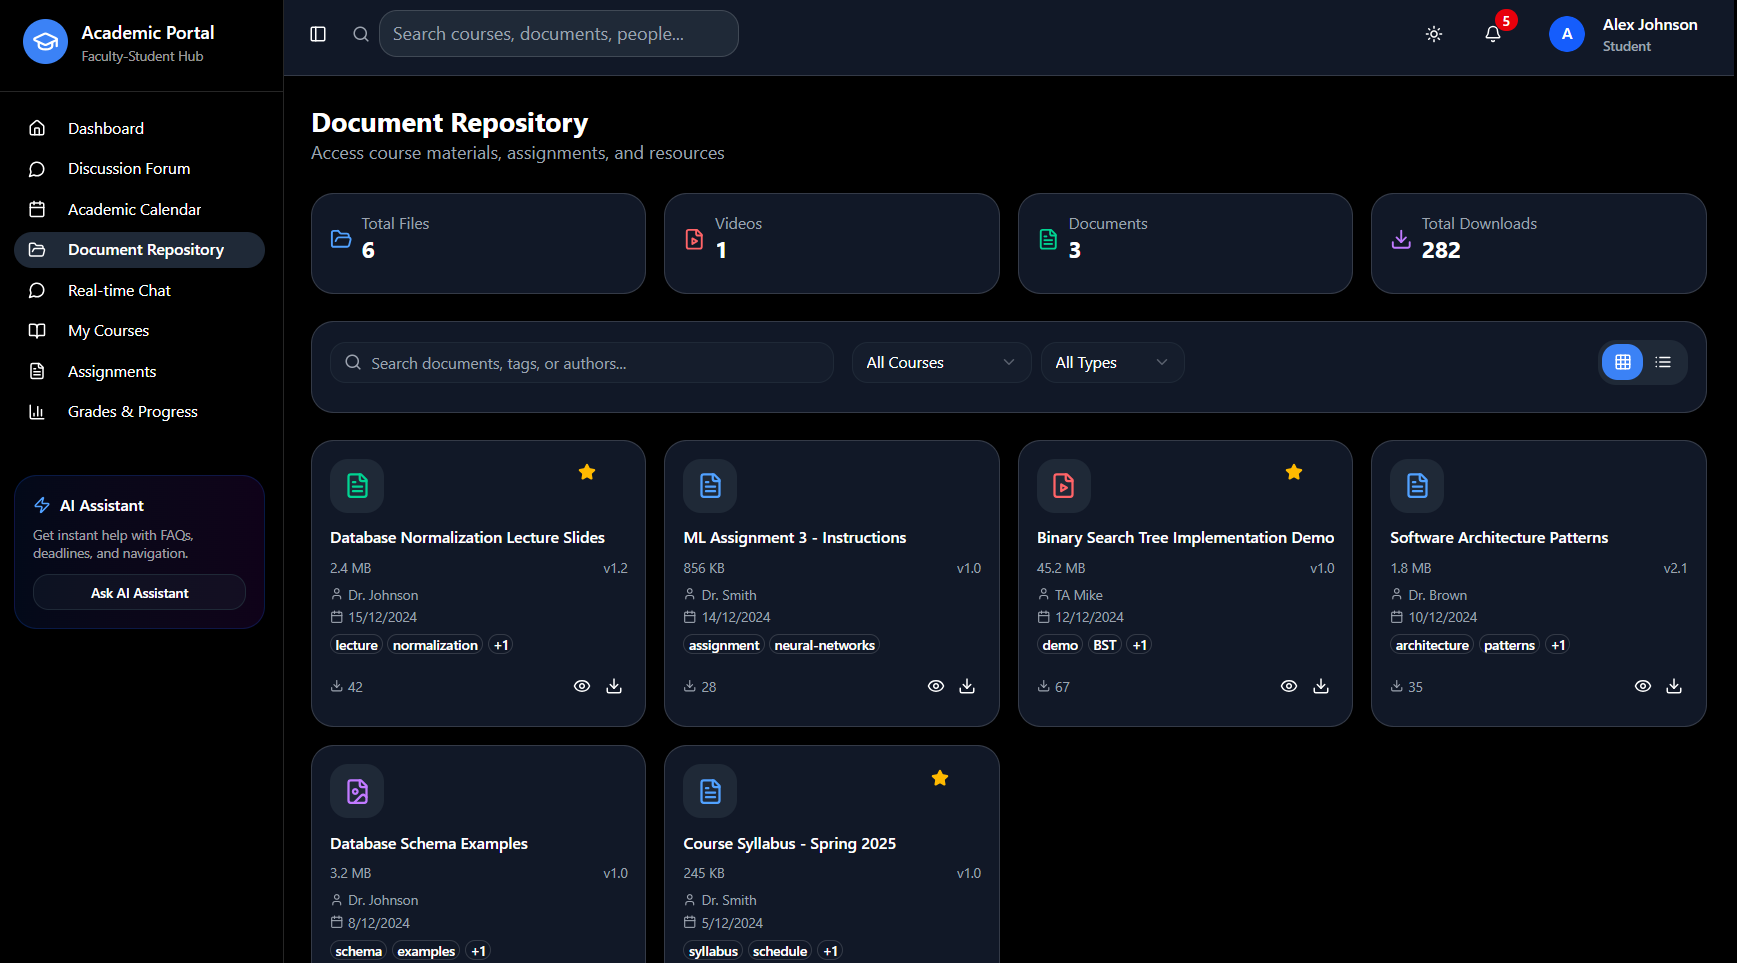 Academic Portal
Faculty-Student Hub
Dashboard
Discussion Forum
Academic Calendar
Document Repository
Real-time Chat
My Courses
Assignments
Grades & Progress
AI Assistant
Get instant help with FAQs,
deadlines, and navigation.
Ask AI Assistant
Search courses, documents, people...
5
A
Alex Johnson
Student
Document Repository
Access course materials, assignments, and resources
Total Files
6
Videos
1
Documents
3
Total Downloads
282
Search documents, tags, or authors...
All Courses
All Types
Database Normalization Lecture Slides
2.4 MB v1.2
Dr. Johnson
15/12/2024
lecture normalization +1
42
ML Assignment 3 - Instructions
856 KB v1.0
Dr. Smith
14/12/2024
assignment neural-networks
28
Binary Search Tree Implementation Demo
45.2 MB v1.0
TA Mike
12/12/2024
demo BST +1
67
Software Architecture Patterns
1.8 MB v2.1
Dr. Brown
10/12/2024
architecture patterns +1
35
Database Schema Examples
3.2 MB v1.0
Dr. Johnson
8/12/2024
schema examples +1
Course Syllabus - Spring 2025
245 KB v1.0
Dr. Smith
5/12/2024
syllabus schedule +1